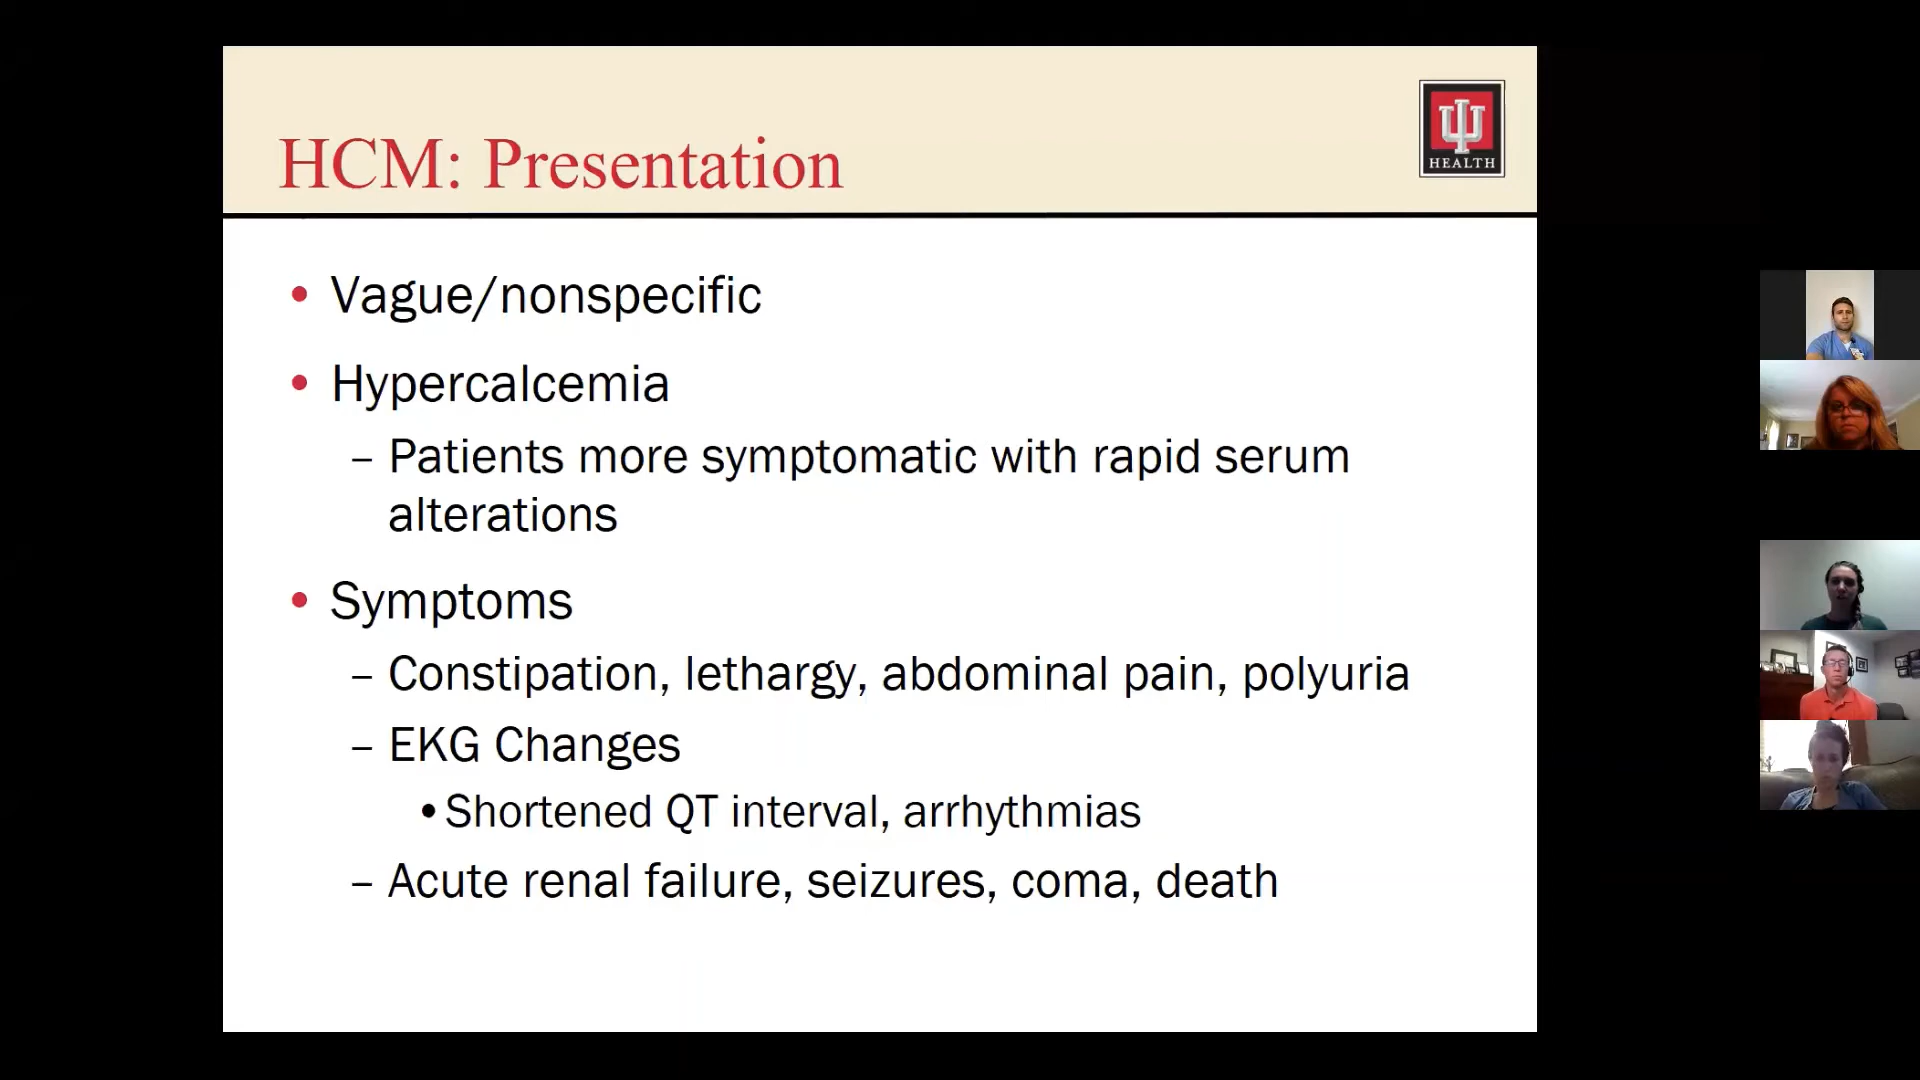 HCM: Presentation
HEALTH
• Vague/nonspecific
• Hypercalcemia
– Patients more symptomatic with rapid serum
alterations
• Symptoms
– Constipation, lethargy, abdominal pain, polyuria
– EKG Changes
• Shortened QT interval, arrhythmias
– Acute renal failure, seizures, coma, death